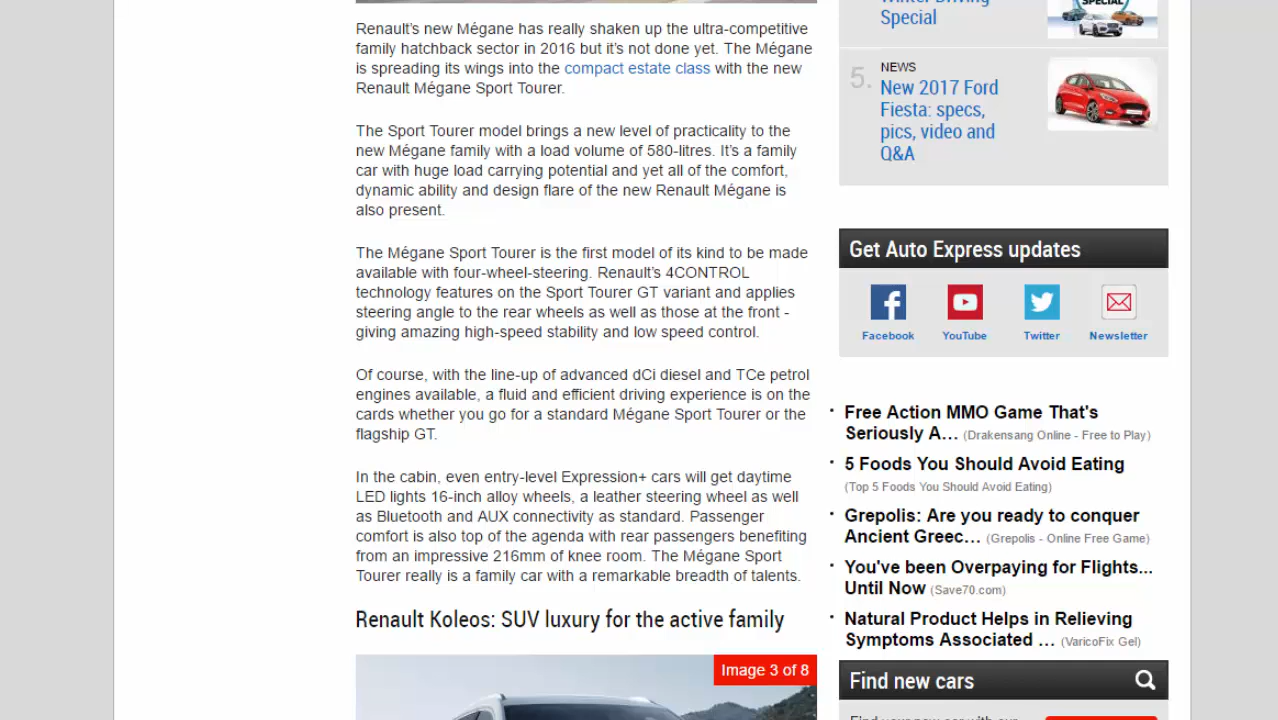 Renault's new Mégane has really shaken up the ultra-competitive
family hatchback sector in 2016 but it's not done yet. The Mégane
is spreading its wings into the compact estate class with the new
Renault Mégane Sport Tourer.
The Sport Tourer model brings a new level of practicality to the
new Mégane family with a load volume of 580-litres. It's a family
car with huge load carrying potential and yet all of the comfort,
dynamic ability and design flare of the new Renault Mégane is
also present.
The Mégane Sport Tourer is the first model of its kind to be made
available with four-wheel-steering. Renault's 4CONTROL
technology features on the Sport Tourer GT variant and applies
steering angle to the rear wheels as well as those at the front -
giving amazing high-speed stability and low speed control.
Of course, with the line-up of advanced dCi diesel and TCe petrol
engines available, a fluid and efficient driving experience is on the
cards whether you go for a standard Mégane Sport Tourer or the
flagship GT.
In the cabin, even entry-level Expression+ cars will get daytime
LED lights 16-inch alloy wheels, a leather steering wheel as well
as Bluetooth and AUX connectivity as standard. Passenger
comfort is also top of the agenda with rear passengers benefiting
from an impressive 216mm of knee room. The Mégane Sport
Tourer really is a family car with a remarkable breadth of talents.
Renault Koleos: SUV luxury for the active family
Image 3 of 8
Winter Driving
Special
SPECIAL
5.
NEWS
New 2017 Ford
Fiesta: specs,
pics, video and
Q&A
Get Auto Express updates
Facebook YouTube Twitter Newsletter
· Free Action MMO Game That's
Seriously A… (Drakensang Online - Free to Play)
· 5 Foods You Should Avoid Eating
(Top 5 Foods You Should Avoid Eating)
· Grepolis: Are you ready to conquer
Ancient Greec… (Grepolis - Online Free Game)
· You've been Overpaying for Flights...
Until Now (Save70.com)
· Natural Product Helps in Relieving
Symptoms Associated … (VaricoFix Gel)
Find new cars
Find your new car with our